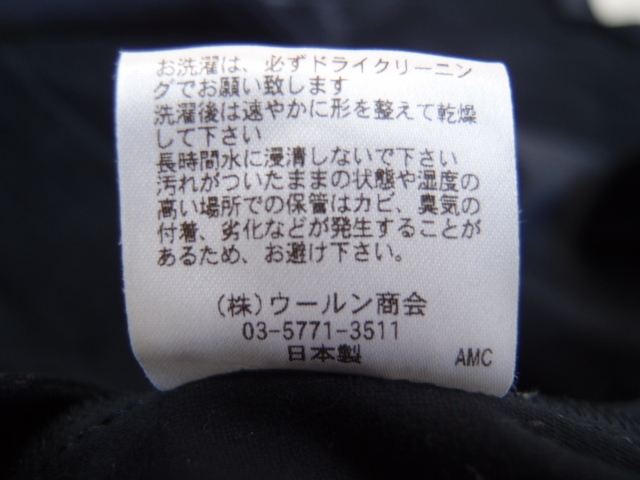 お洗濯は、必ずドライクリーニン
グでお願い致します
洗濯後は速やかに形を整えて乾燥
して下さい
長時間水に浸漬しないで下さい
汚れがついたままの状態や湿度の
高い場所での保管はカビ、臭気の
付着、劣化などが発生することが
あるため、お避け下さい。
(株)ウールン商会
03-5771-3511
日本製 AMC